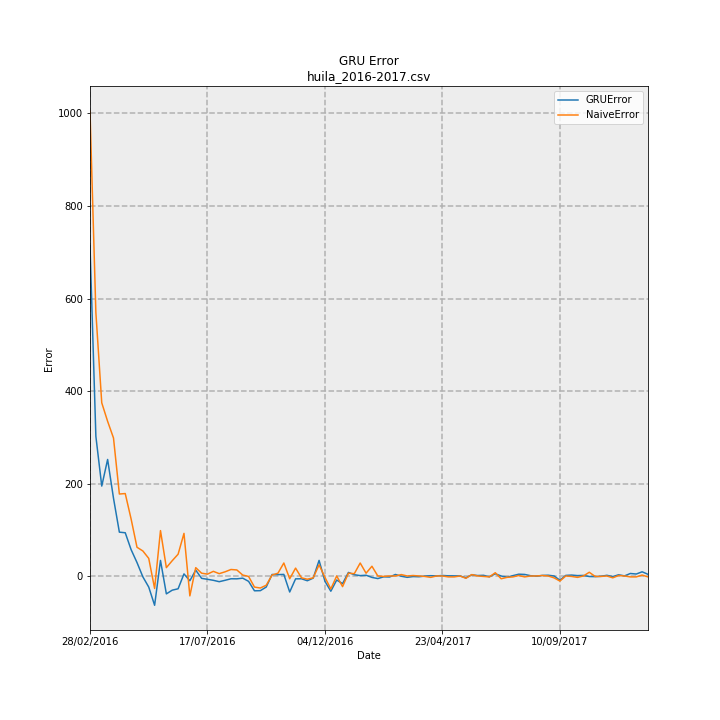 GRU Error
huila_2016-2017.csv
GRUError
NaiveError
1000
800
600
400
200
0
Error
28/02/2016
17/07/2016
04/12/2016
23/04/2017
10/09/2017
Date